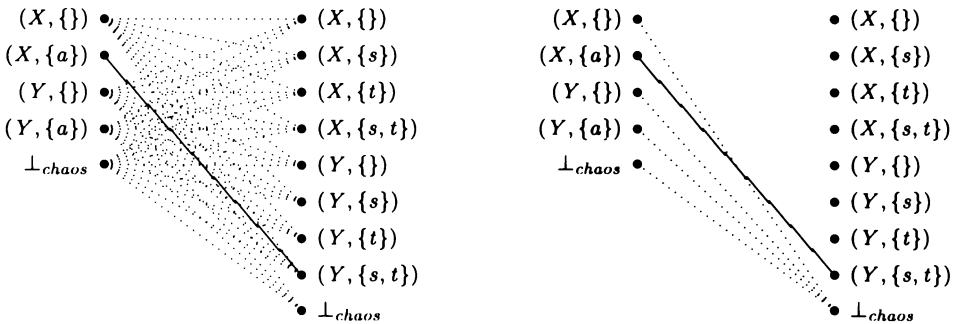 (X, {})
(X, {a})
(Y, {})
(Y, {a})
⊥chaos
(X, {})
(X, {s})
(X, {t})
(X, {s, t})
(Y, {})
(Y, {s})
(Y, {t})
(Y, {s, t})
⊥chaos
(X, {})
(X, {a})
(Y, {})
(Y, {a})
⊥chaos
(X, {})
(X, {s})
(X, {t})
(X, {s, t})
(Y, {})
(Y, {s})
(Y, {t})
(Y, {s, t})
⊥chaos